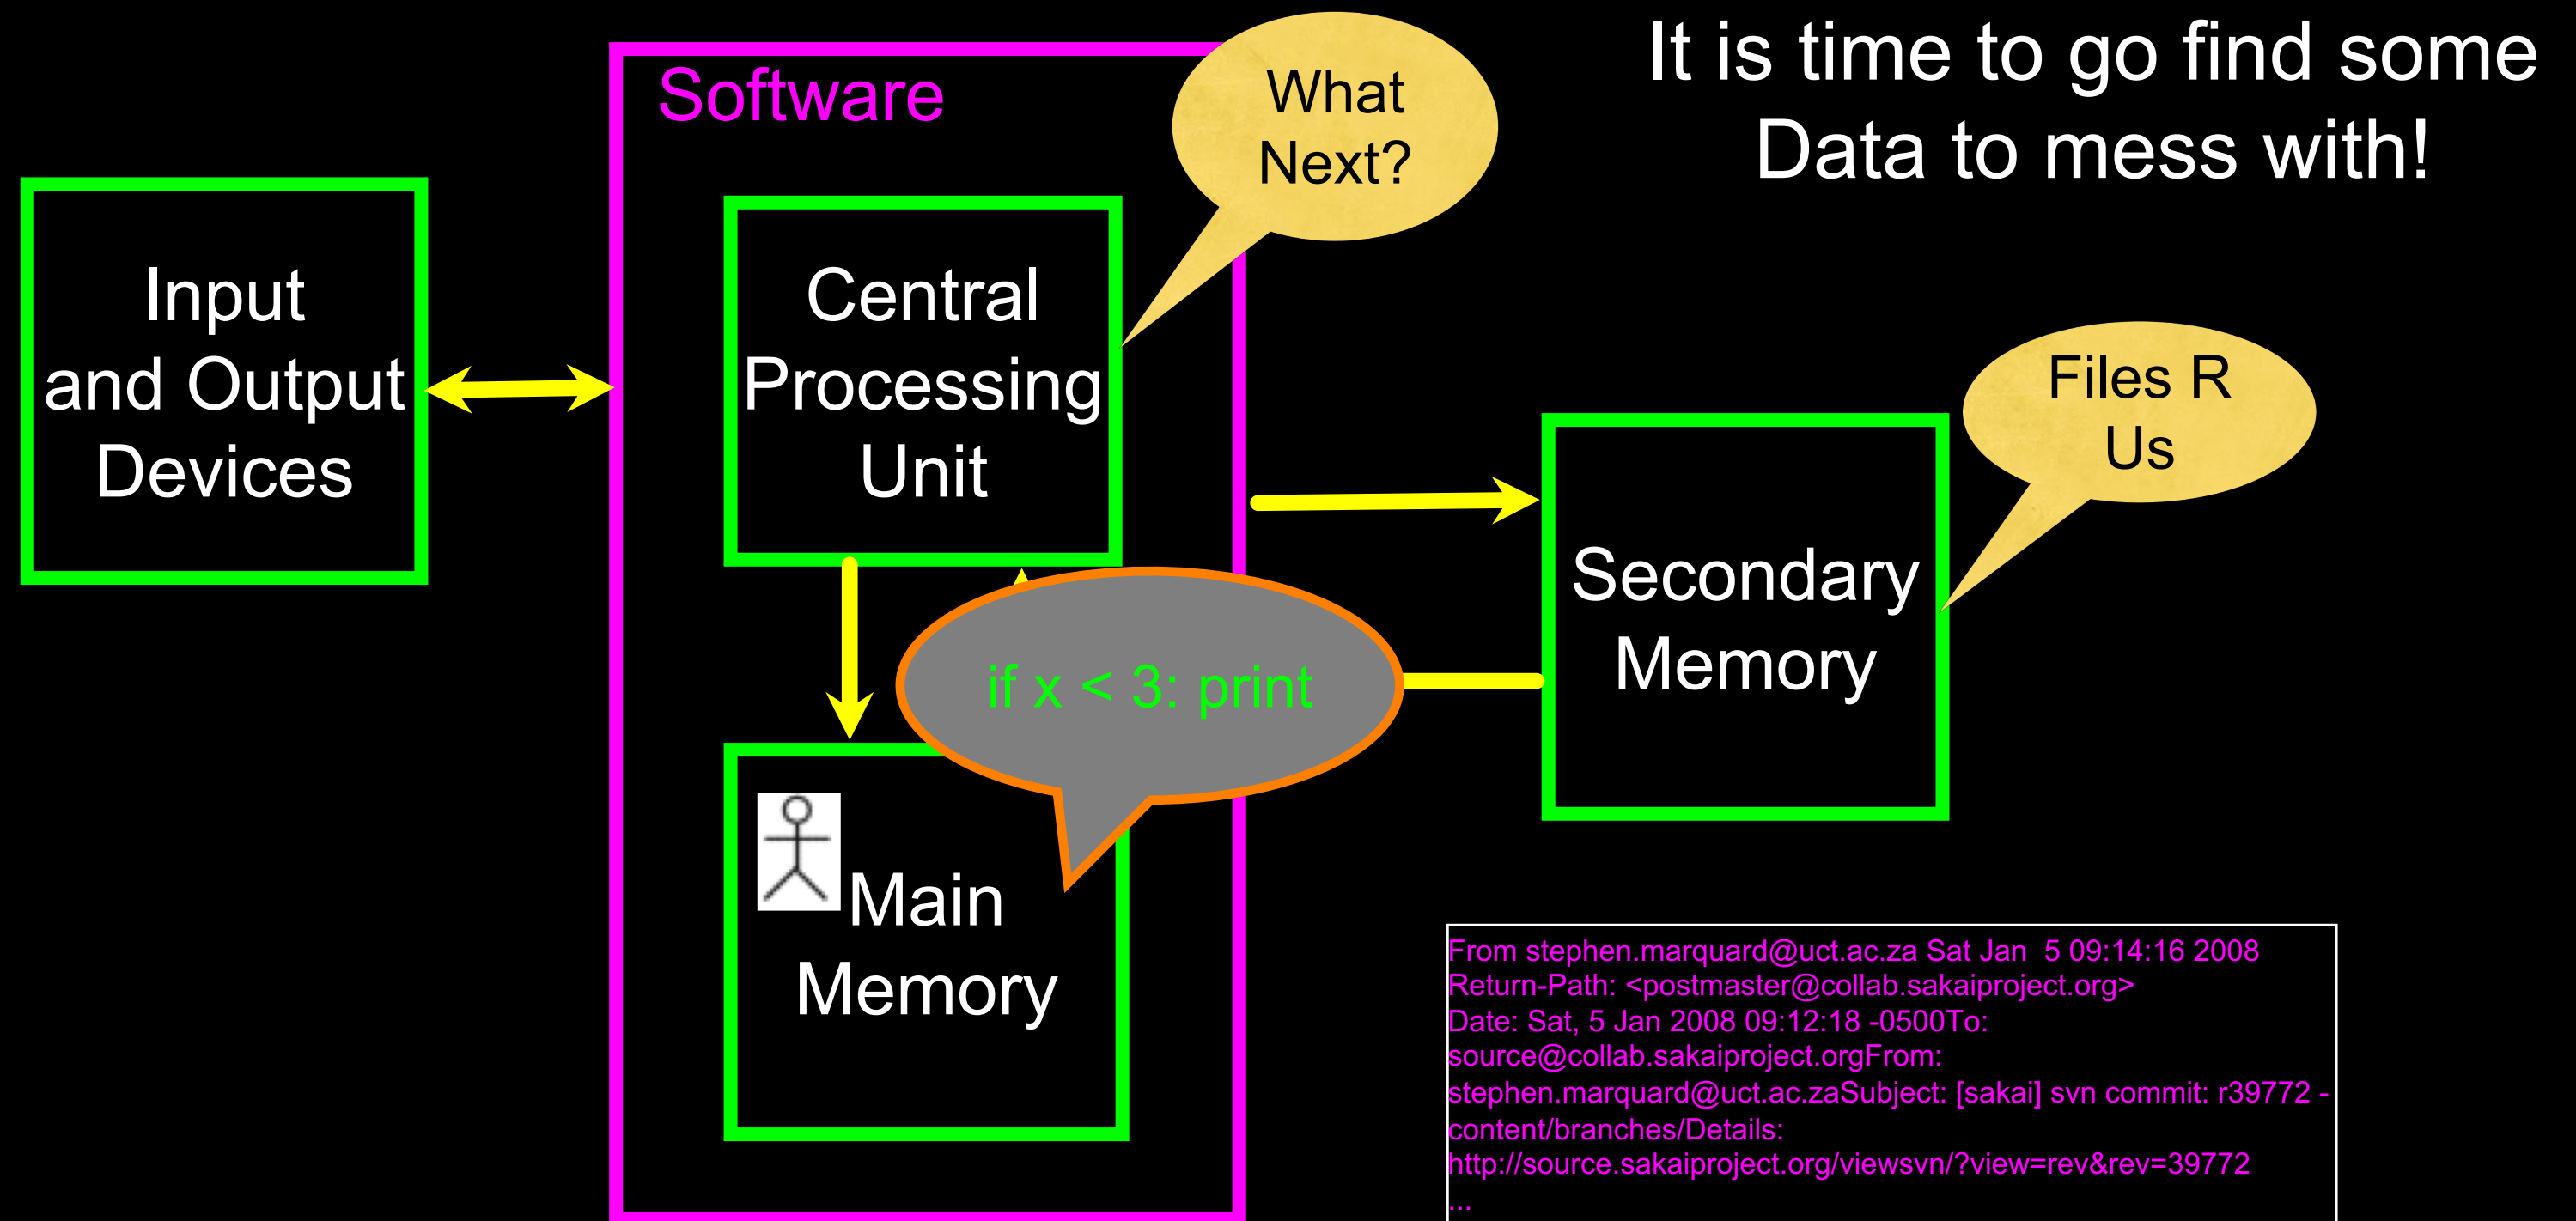 It is time to go find some
Data to mess with!
Software
What
Next?
Input
and Output
Devices
Central
Processing
Unit
Files R
Us
if x < 3: print
Secondary
Memory
Main
Memory
From stephen.marquard@uct.ac.za Sat Jan  5 09:14:16 2008
Return-Path: <postmaster@collab.sakaiproject.org>
Date: Sat, 5 Jan 2008 09:12:18 -0500To:
source@collab.sakaiproject.orgFrom:
stephen.marquard@uct.ac.zaSubject: [sakai] svn commit: r39772 -
content/branches/Details:
http://source.sakaiproject.org/viewsvn/?view=rev&rev=39772
...